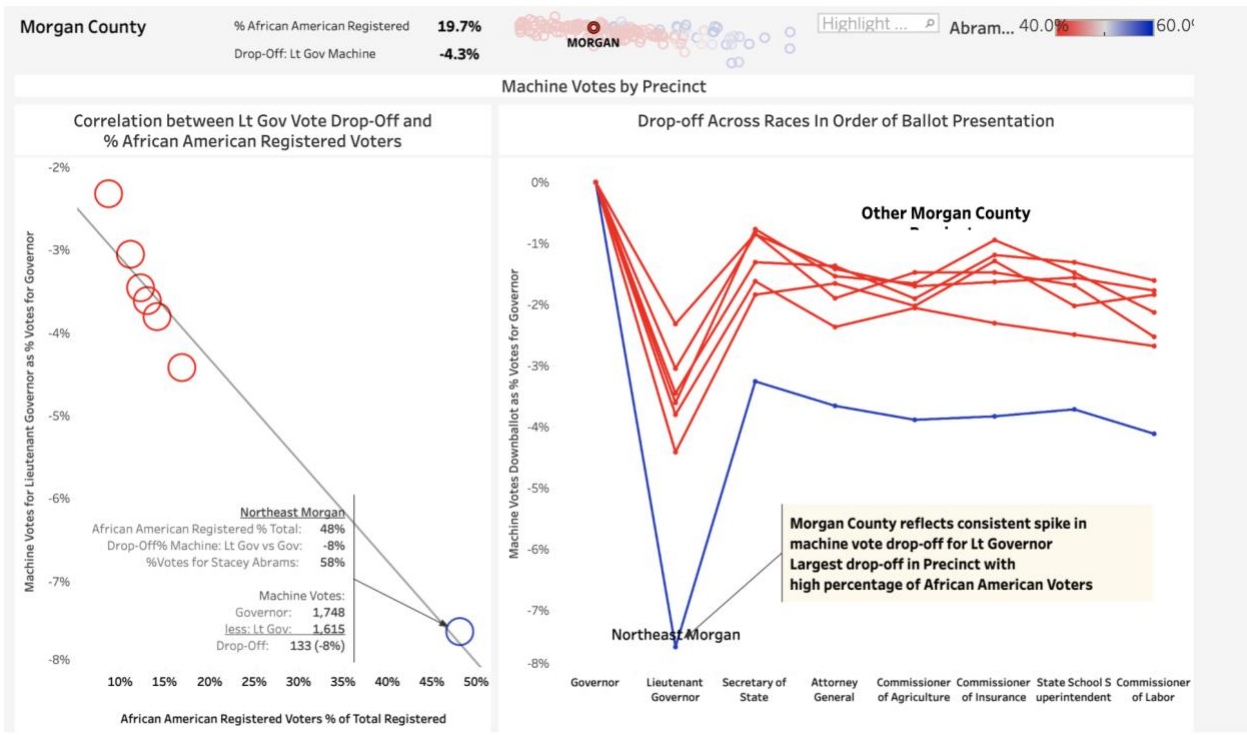 Morgan County
% African American Registered 19.7%
Drop-Off: Lt Gov Machine -4.3%
MORGAN
Highlight ...
Abram... 40.0% 60.0%
Machine Votes by Precinct
Correlation between Lt Gov Vote Drop-Off and
% African American Registered Voters
Machine Votes for Lieutenant Governor as % Votes for Governor
-2%
-3%
-4%
-5%
-6%
-7%
-8%
Northeast Morgan
African American Registered % Total: 48%
Drop-Off% Machine: Lt Gov vs Gov: -8%
%Votes for Stacey Abrams: 58%
Machine Votes:
Governor: 1,748
less: Lt Gov: 1,615
Drop-Off: 133 (-8%)
10% 15% 20% 25% 30% 35% 40% 45% 50%
African American Registered Voters % of Total Registered
Drop-off Across Races In Order of Ballot Presentation
Machine Votes Downballot as % Votes for Governor
0%
-1%
-2%
-3%
-4%
-5%
-6%
-7%
-8%
Other Morgan County
Morgan County reflects consistent spike in
machine vote drop-off for Lt Governor
Largest drop-off in Precinct with
high percentage of African American Voters
Northeast Morgan
Governor Lieutenant Secretary of Attorney Commissioner Commissioner State School S Commissioner
Governor State General of Agriculture of Insurance uperintendent of Labor